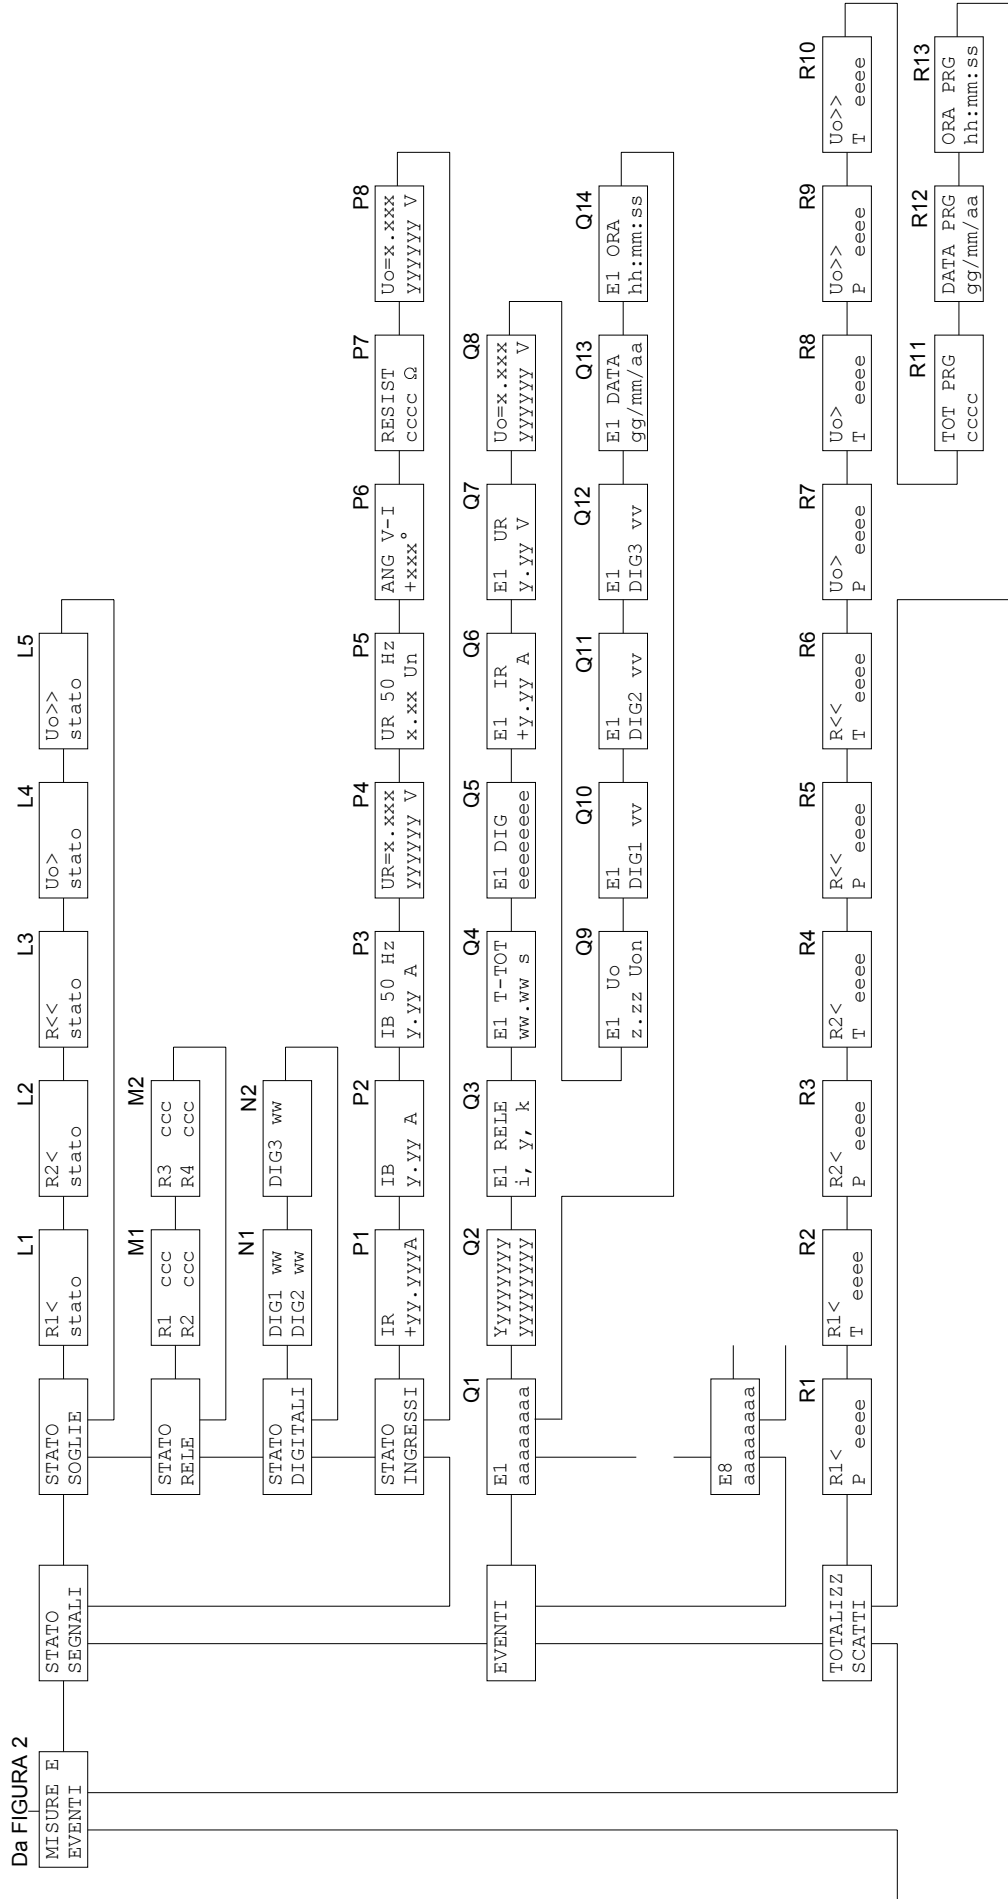 Da FIGURA 2
MISURE E
EVENTI
STATO
SEGNALI
STATO
SOGLIE
L1
R1<
stato
L2
R2<
stato
L3
R<<
stato
L4
Uo>
stato
L5
Uo>>
stato
STATO
RELE
M1
R1 ccc
R2 ccc
M2
R3 ccc
R4 ccc
STATO
DIGITALI
N1
DIG1 ww
DIG2 ww
N2
DIG3 ww
STATO
INGRESSI
P1
IR
+yy.yyyA
P2
IB
y.yy A
P3
IB 50 Hz
y.yy A
P4
UR=x.xxx
yyyyyy V
P5
UR 50 Hz
x.xx Un
P6
ANG V-I
+xxx°
P7
RESIST
cccc Ω
P8
Uo=x.xxx
yyyyyy V
EVENTI
Q1
E1
aaaaaaaa
Q2
Yyyyyyyy
yyyyyyyy
Q3
E1 RELE
i, y, k
Q4
E1 T-TOT
ww.ww s
Q5
E1 DIG
eeeeeeee
Q6
E1 IR
+y.yy A
Q7
E1 UR
y.yy V
Q8
Uo=x.xxx
yyyyyy V
Q9
E1 Uo
z.zz Uon
Q10
E1
DIG1 vv
Q11
E1
DIG2 vv
Q12
E1
DIG3 vv
Q13
E1 DATA
gg/mm/aa
Q14
E1 ORA
hh:mm:ss
E8
aaaaaaaa
TOTALIZZ
SCATTI
R1
R1<
P eeee
R2
R1<
T eeee
R3
R2<
P eeee
R4
R2<
T eeee
R5
R<<
P eeee
R6
R<<
T eeee
R7
Uo>
P eeee
R8
Uo>
T eeee
R9
Uo>>
P eeee
R10
Uo>>
T eeee
R11
TOT PRG
cccc
R12
DATA PRG
gg/mm/aa
R13
ORA PRG
hh:mm:ss